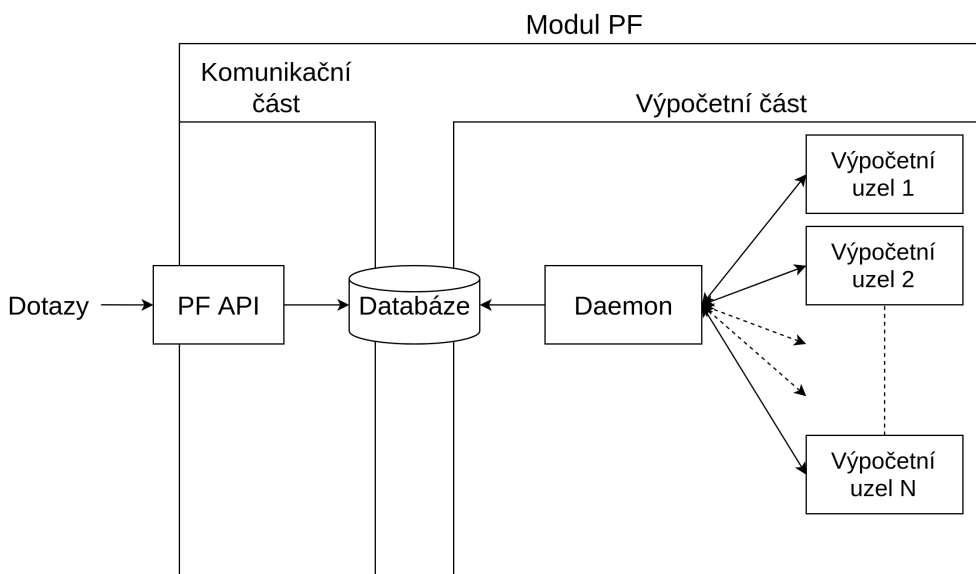 Modul PF
Komunikační
část
Výpočetní část
Výpočetní
uzel 1
Výpočetní
uzel 2
Dotazy
PF API
Databáze
Daemon
Výpočetní
uzel N